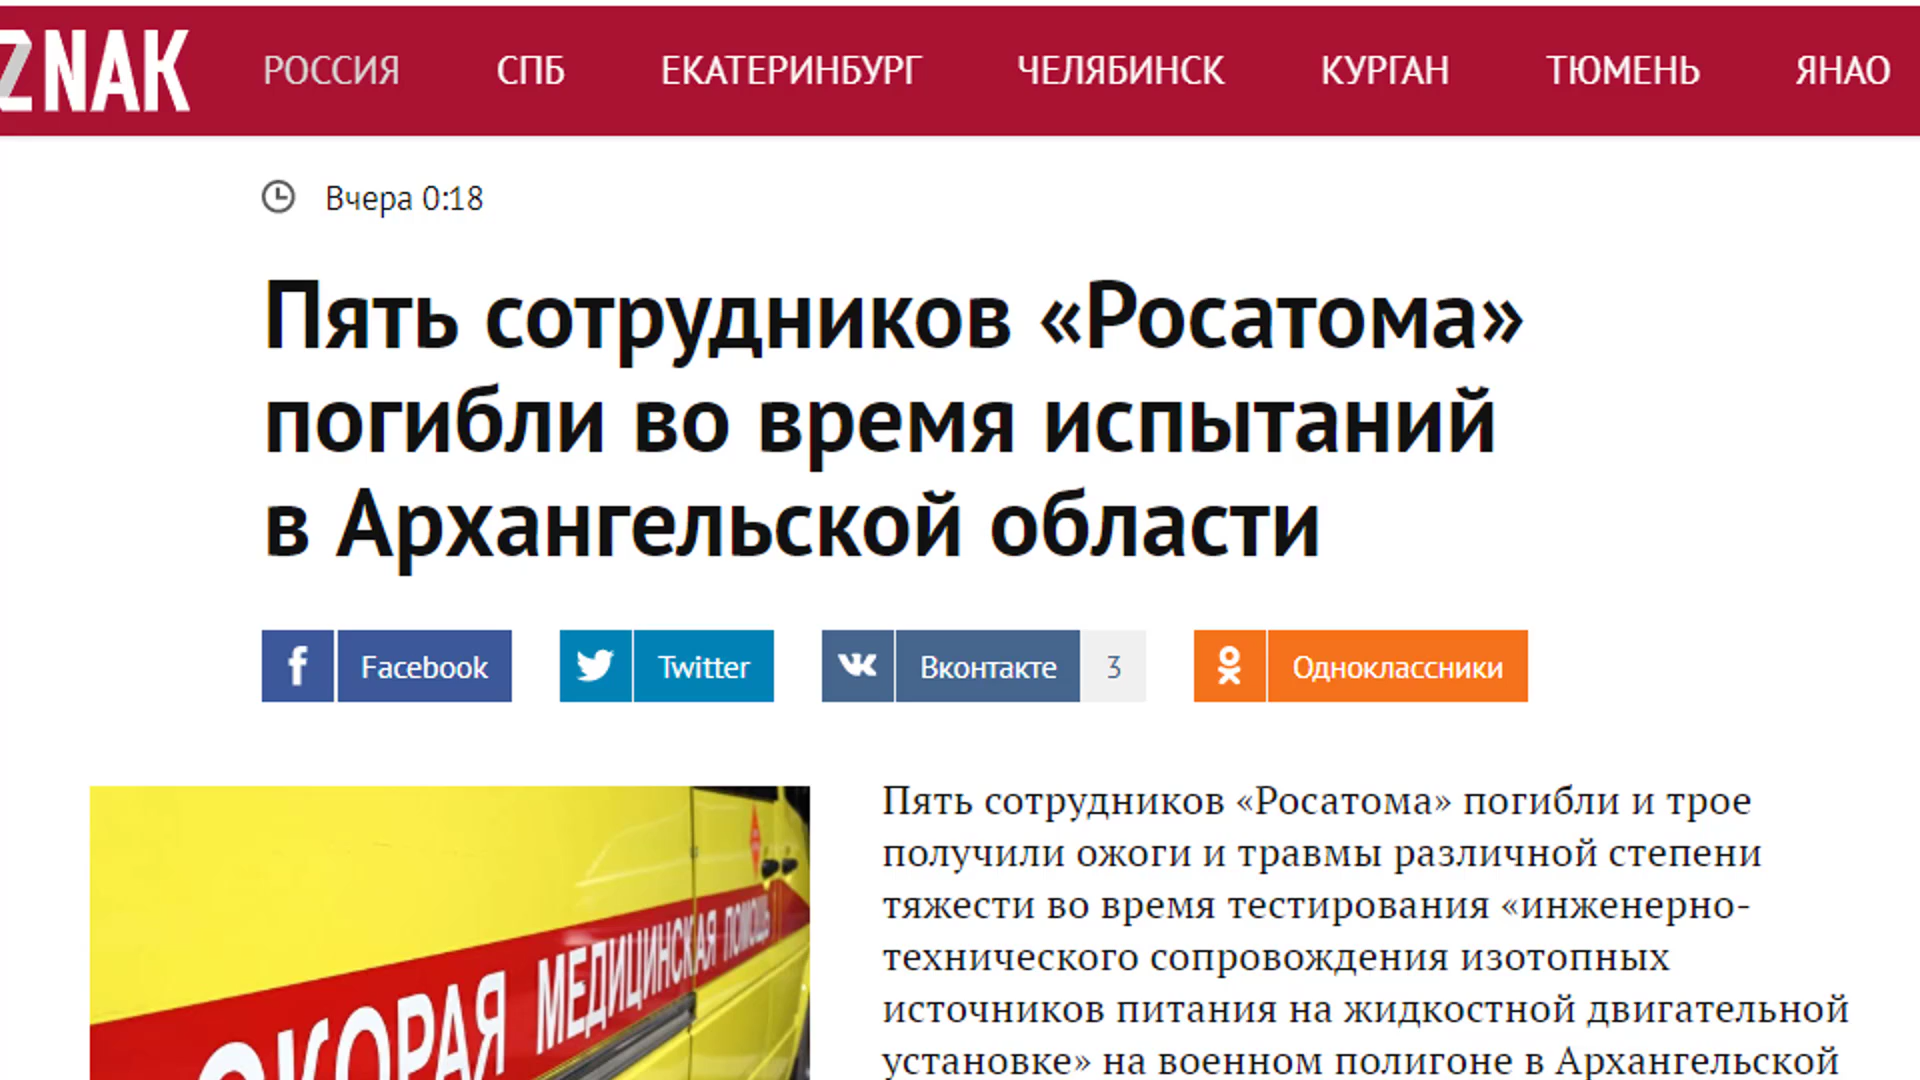 ZNAK РОССИЯ СПБ ЕКАТЕРИНБУРГ ЧЕЛЯБИНСК КУРГАН ТЮМЕНЬ ЯНАО
Вчера 0:18
Пять сотрудников «Росатома»
погибли во время испытаний
в Архангельской области
Facebook Twitter Вконтакте 3 Одноклассники
СКОРАЯ МЕДИЦИНСКАЯ ПОМОЩЬ
Пять сотрудников «Росатома» погибли и трое
получили ожоги и травмы различной степени
тяжести во время тестирования «инженерно-
технического сопровождения изотопных
источников питания на жидкостной двигательной
установке» на военном полигоне в Архангельской